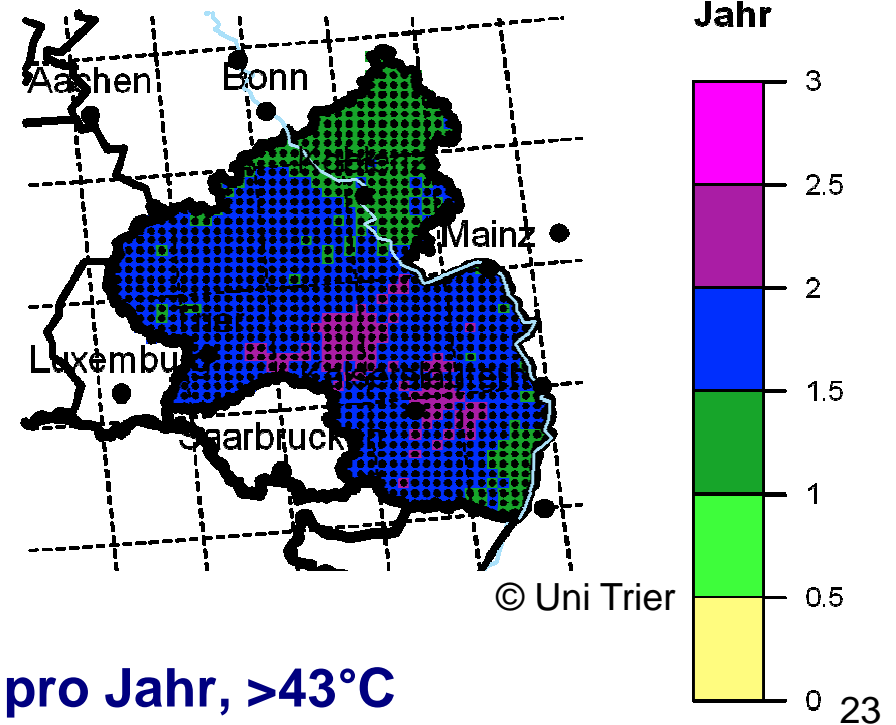 Jahr
3
2.5
2
1.5
1
0.5
0
Aachen
Bonn
Mainz
Luxemburg
Saarbrucken
© Uni Trier
pro Jahr, >43°C
23